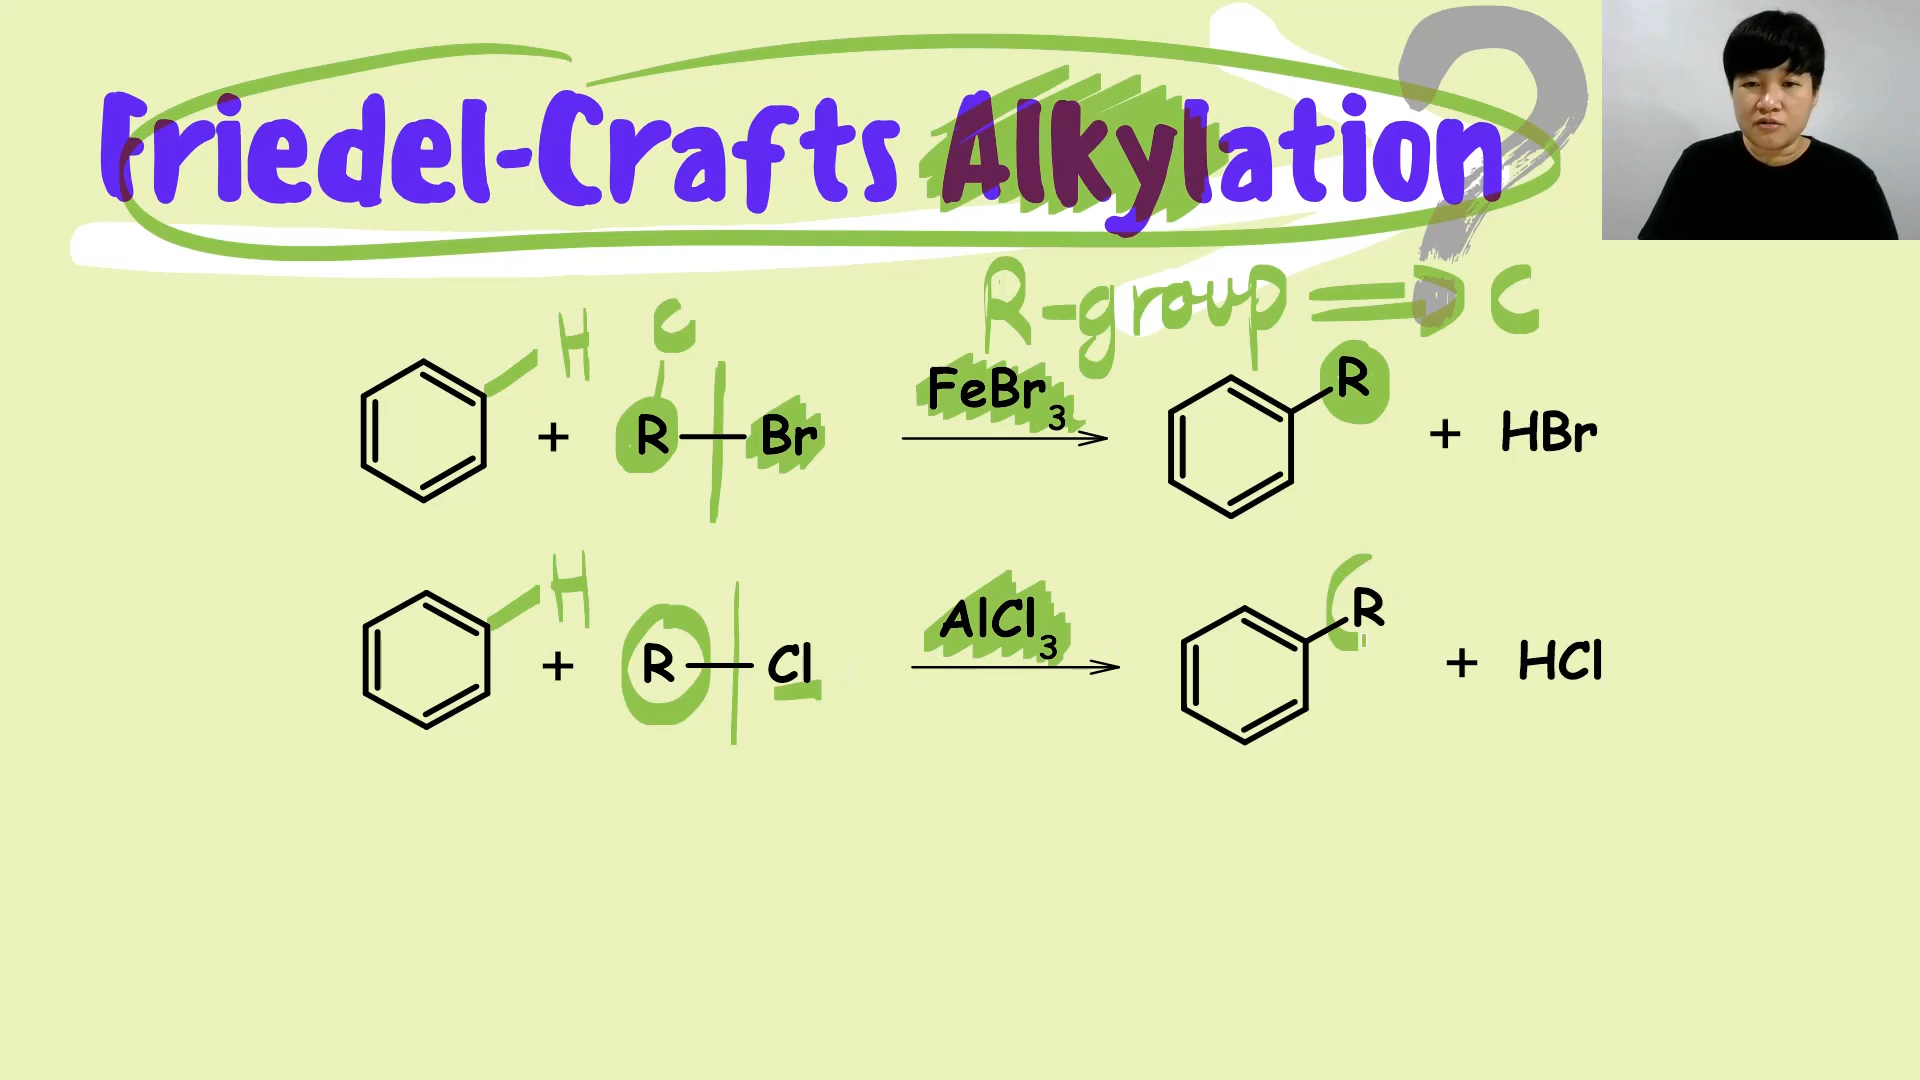 Friedel-Crafts Alkylation ?
R-group ⇒ C
H C
+ R — Br FeBr₃ R + HBr
H
+ R — Cl AlCl₃ R + HCl